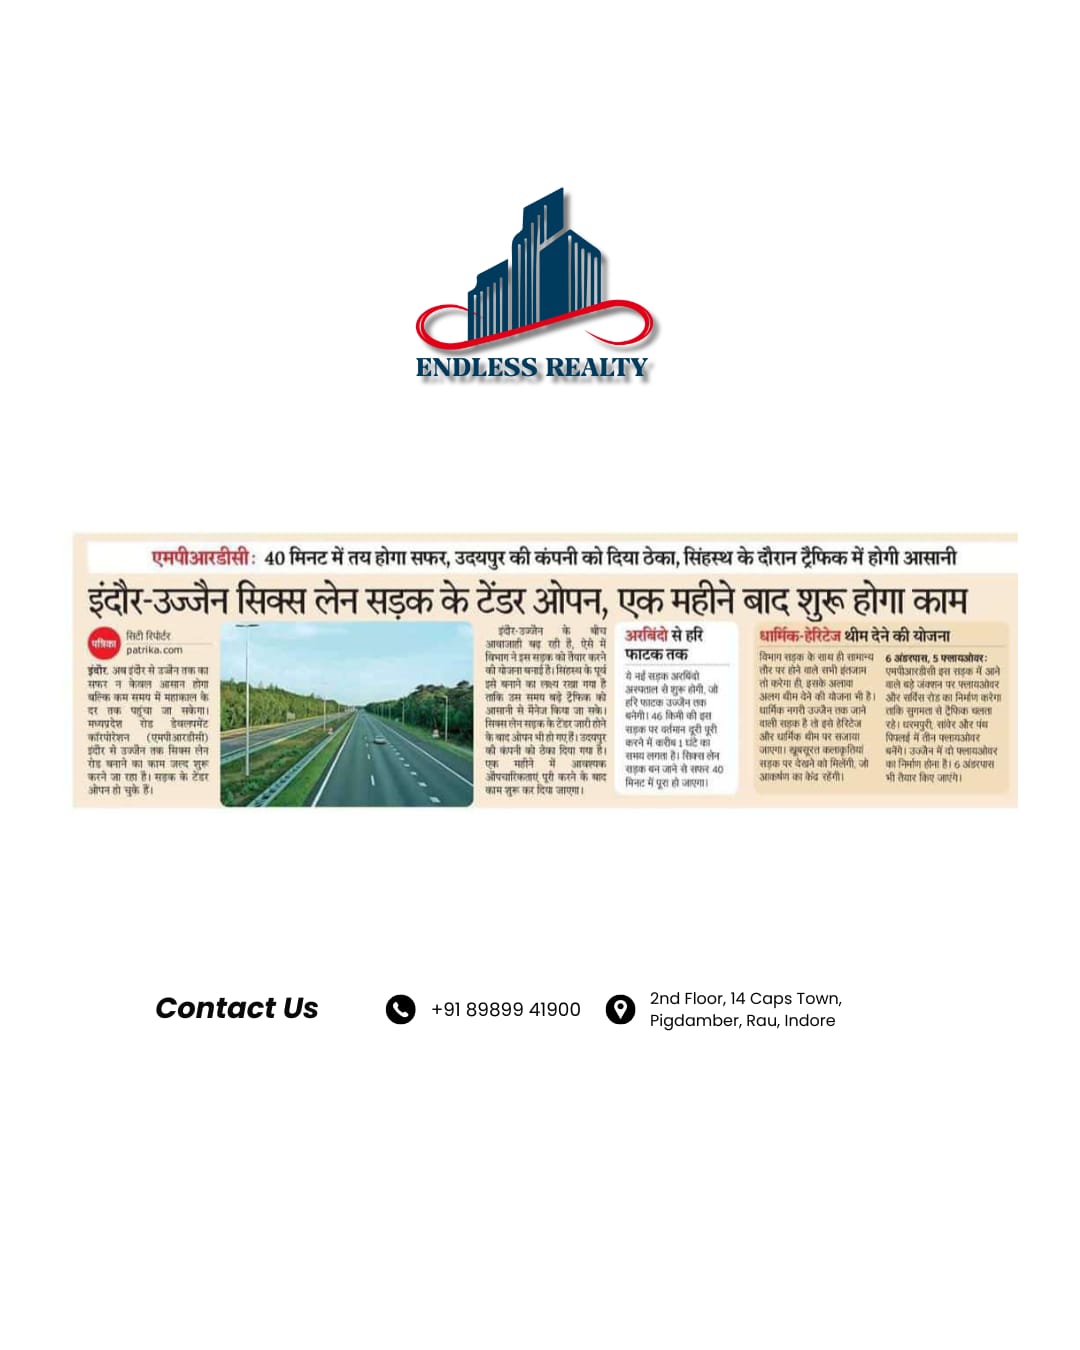 ENDLESS REALTY
एमपीआरडीसी: 40 मिनट में तय होगा सफर, उदयपुर की कंपनी को दिया ठेका, सिंहस्थ के दौरान ट्रैफिक में होगी आसानी
इंदौर-उज्जैन सिक्स लेन सड़क के टेंडर ओपन, एक महीने बाद शुरू होगा काम
पत्रिका
सिटी रिपोर्टर
patrika.com
इंदौर. अब इंदौर से उज्जैन तक का
सफर न केवल आसान होगा
बल्कि कम समय में महाकाल के
दर तक पहुंचा जा सकेगा।
मध्यप्रदेश रोड डेवलपमेंट
कॉरपोरेशन (एमपीआरडीसी)
इंदौर से उज्जैन तक सिक्स लेन
रोड बनाने का काम जल्द शुरू
करने जा रहा है। सड़क के टेंडर
ओपन हो चुके हैं।
इंदौर-उज्जैन के बीच
आवाजाही बढ़ रही है, ऐसे में
विभाग ने इस सड़क को तैयार करने
की योजना बनाई है। सिंहस्थ के पूर्व
इसे बनाने का लक्ष्य रखा गया है
ताकि उस समय बढ़े ट्रैफिक को
आसानी से मैनेज किया जा सके।
सिक्स लेन सड़क के टेंडर जारी होने
के बाद ओपन भी हो गए हैं। उदयपुर
की कंपनी को ठेका दिया गया है।
एक महीने में आवश्यक
औपचारिकताएं पूरी करने के बाद
काम शुरू कर दिया जाएगा।
अरबिंदो से हरि
फाटक तक
ये नई सड़क अरबिंदो
अस्पताल से शुरू होगी, जो
हरि फाटक उज्जैन तक
बनेगी। 46 किमी की इस
सड़क पर वर्तमान दूरी पूरी
करने में करीब 1 घंटे का
समय लगता है। सिक्स लेन
सड़क बन जाने से सफर 40
मिनट में पूरा हो जाएगा।
धार्मिक-हेरिटेज थीम देने की योजना
विभाग सड़क के साथ ही सामान्य
तौर पर होने वाले सभी इंतजाम
तो करेगा ही, इसके अलावा
अलग थीम देने की योजना भी है।
धार्मिक नगरी उज्जैन तक जाने
वाली सड़क है तो इसे हेरिटेज
और धार्मिक थीम पर सजाया
जाएगा। खूबसूरत कलाकृतियां
सड़क पर देखने को मिलेंगी, जो
आकर्षण का केंद्र रहेंगी।
6 अंडरपास, 5 फ्लायओवर:
एमपीआरडीसी इस सड़क में आने
वाले बड़े जंक्शन पर फ्लायओवर
और सर्विस रोड का निर्माण करेगा
ताकि सुगमता से ट्रैफिक चलता
रहे। धरमपुरी, सांवेर और पंथ
पिपलई में तीन फ्लायओवर
बनेंगे। उज्जैन में दो फ्लायओवर
का निर्माण होना है। 6 अंडरपास
भी तैयार किए जाएंगे।
Contact Us
+91 89899 41900
2nd Floor, 14 Caps Town,
Pigdamber, Rau, Indore